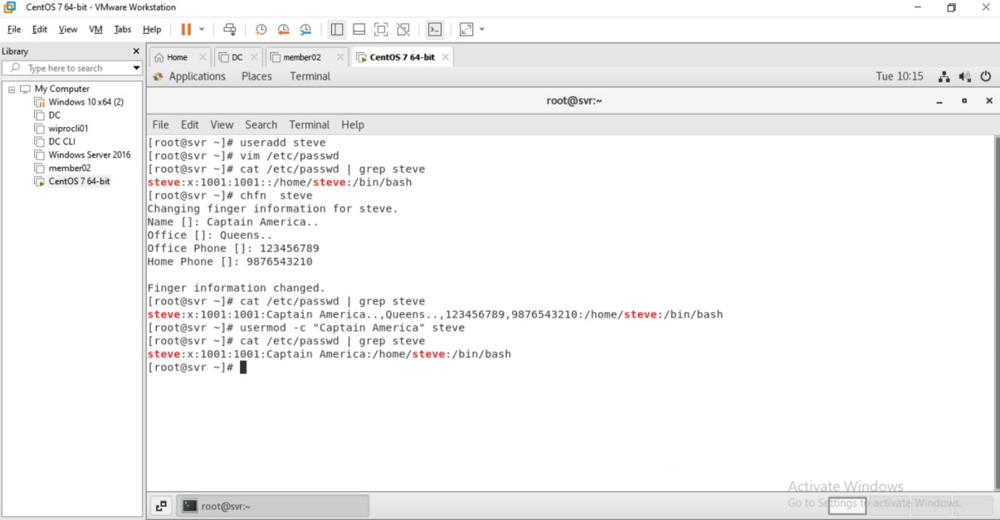 CentOS 7 64-bit - VMware Workstation
File Edit View VM Tabs Help
Library
Type here to search
My Computer
Windows 10 x64 (2)
DC
wiprocli01
DC CLI
Windows Server 2016
member02
CentOS 7 64-bit
Home DC member02 CentOS 7 64-bit
Applications Places Terminal Tue 10:15
root@svr:~
File Edit View Search Terminal Help
[root@svr ~]# useradd steve
[root@svr ~]# vim /etc/passwd
[root@svr ~]# cat /etc/passwd | grep steve
steve:x:1001:1001::/home/steve:/bin/bash
[root@svr ~]# chfn  steve
Changing finger information for steve.
Name []: Captain America..
Office []: Queens..
Office Phone []: 123456789
Home Phone []: 9876543210
Finger information changed.
[root@svr ~]# cat /etc/passwd | grep steve
steve:x:1001:1001:Captain America..,Queens..,123456789,9876543210:/home/steve:/bin/bash
[root@svr ~]# usermod -c "Captain America" steve
[root@svr ~]# cat /etc/passwd | grep steve
steve:x:1001:1001:Captain America:/home/steve:/bin/bash
[root@svr ~]#
Activate Windows
Go to Settings to activate Windows.
root@svr:~